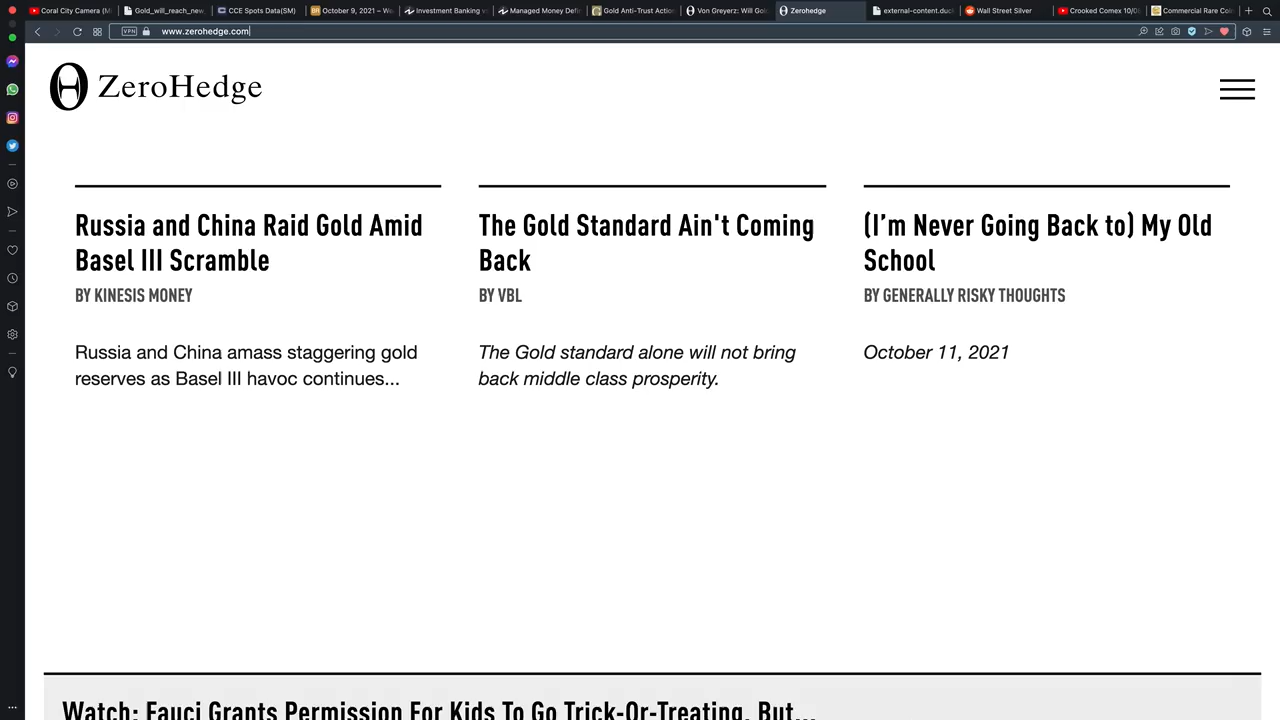 Coral City Camera (M
Gold_will_reach_new_
CCE Spots Data(SM)
October 9, 2021 – We
Investment Banking v
Managed Money Defi
Gold Anti-Trust Action
Von Greyerz: Will Gol
Zerohedge
external-content.duc
Wall Street Silver
Crooked Comex 10/0
Commercial Rare Coi
VPN
www.zerohedge.com
ZeroHedge
Russia and China Raid Gold Amid
Basel III Scramble
BY KINESIS MONEY
Russia and China amass staggering gold
reserves as Basel III havoc continues...
The Gold Standard Ain't Coming
Back
BY VBL
The Gold standard alone will not bring
back middle class prosperity.
(I’m Never Going Back to) My Old
School
BY GENERALLY RISKY THOUGHTS
October 11, 2021
Watch: Fauci Grants Permission For Kids To Go Trick-Or-Treating, But...